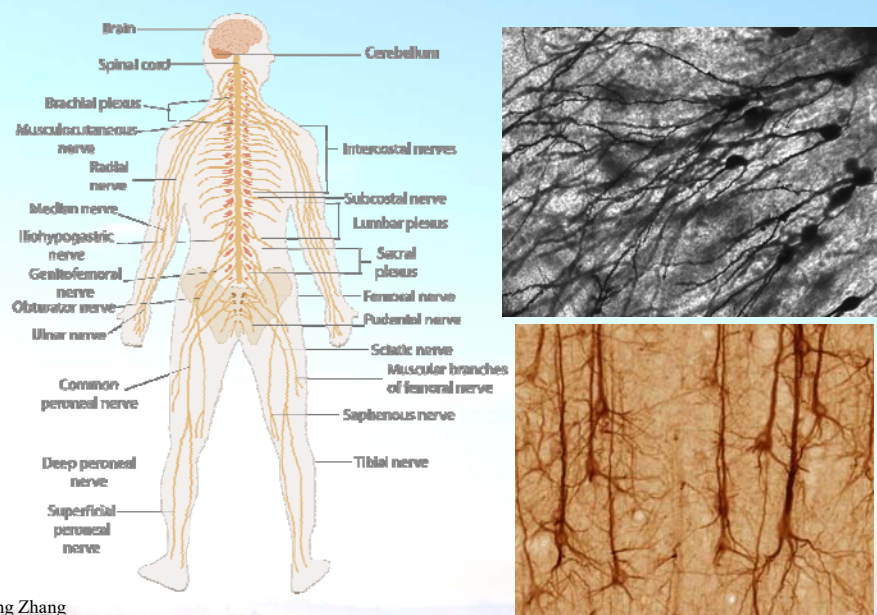 Brain
Cerebellum
Spinal cord
Brachial plexus
Musculocutaneous
nerve
Intercostal nerves
Radial
nerve
Subcostal nerve
Median nerve
Lumbar plexus
Iliohypogastric
nerve
Sacral
plexus
Genitofemoral
nerve
Femoral nerve
Obturator nerve
Pudental nerve
Ulnar nerve
Sciatic nerve
Muscular branches
of femoral nerve
Common
peroneal nerve
Saphenous nerve
Deep peroneal
nerve
Tibial nerve
Superficial
peroneal
nerve
ng Zhang